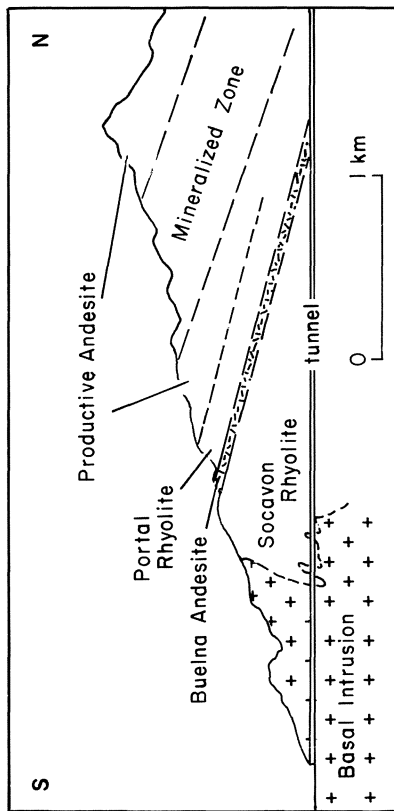 S
N
Productive Andesite
Portal
Rhyolite
Buelna Andesite
Mineralized Zone
Socavon
Rhyolite
tunnel
Basal Intrusion
0
1 km